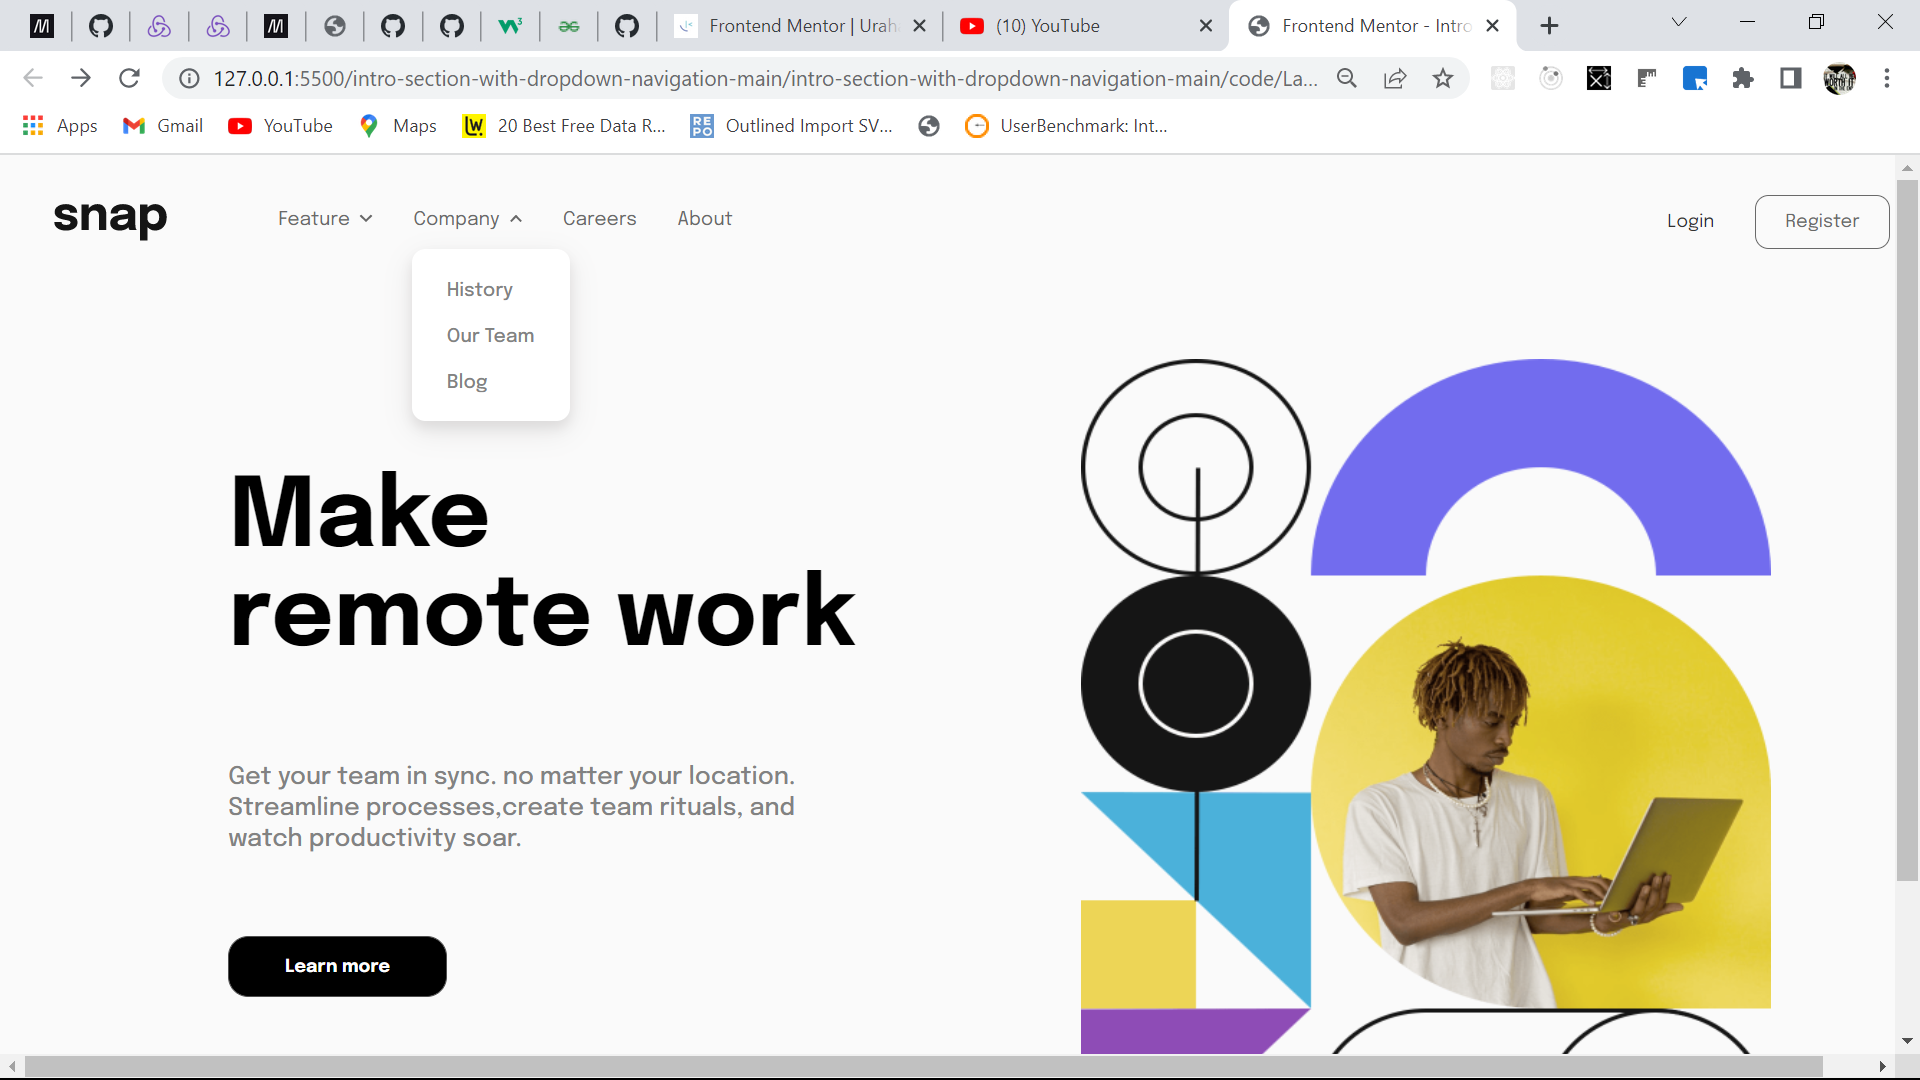 Frontend Mentor | Urah
(10) YouTube
Frontend Mentor - Intro
127.0.0.1:5500/intro-section-with-dropdown-navigation-main/intro-section-with-dropdown-navigation-main/code/La...
Apps
Gmail
YouTube
Maps
20 Best Free Data R...
Outlined Import SV...
UserBenchmark: Int...
snap
Feature
Company
Careers
About
Login
Register
History
Our Team
Blog
Make
remote work
Get your team in sync. no matter your location.
Streamline processes,create team rituals, and
watch productivity soar.
Learn more